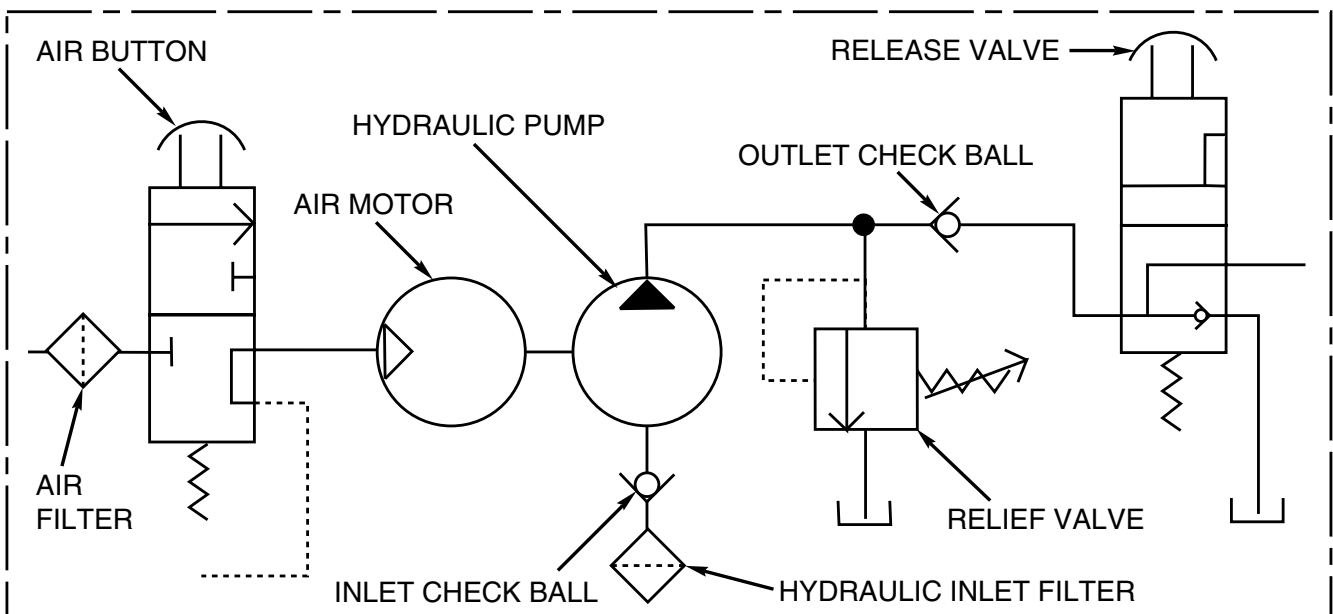 AIR BUTTON
RELEASE VALVE
HYDRAULIC PUMP
OUTLET CHECK BALL
AIR MOTOR
AIR
FILTER
RELIEF VALVE
INLET CHECK BALL
HYDRAULIC INLET FILTER